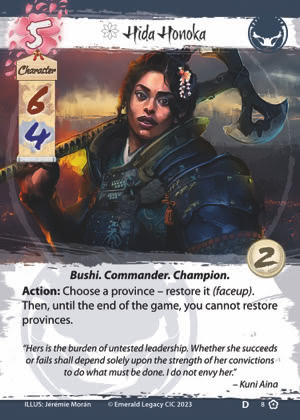 5
Hida Honoka
Character
6
4
2
Bushi. Commander. Champion.
Action: Choose a province – restore it (faceup).
Then, until the end of the game, you cannot restore
provinces.
“Hers is the burden of untested leadership. Whether she succeeds
or fails shall depend solely upon the strength of her convictions
to do what must be done. I do not envy her.”
– Kuni Aina
ILLUS: Jérémie Morán © Emerald Legacy CIC 2023 D 8